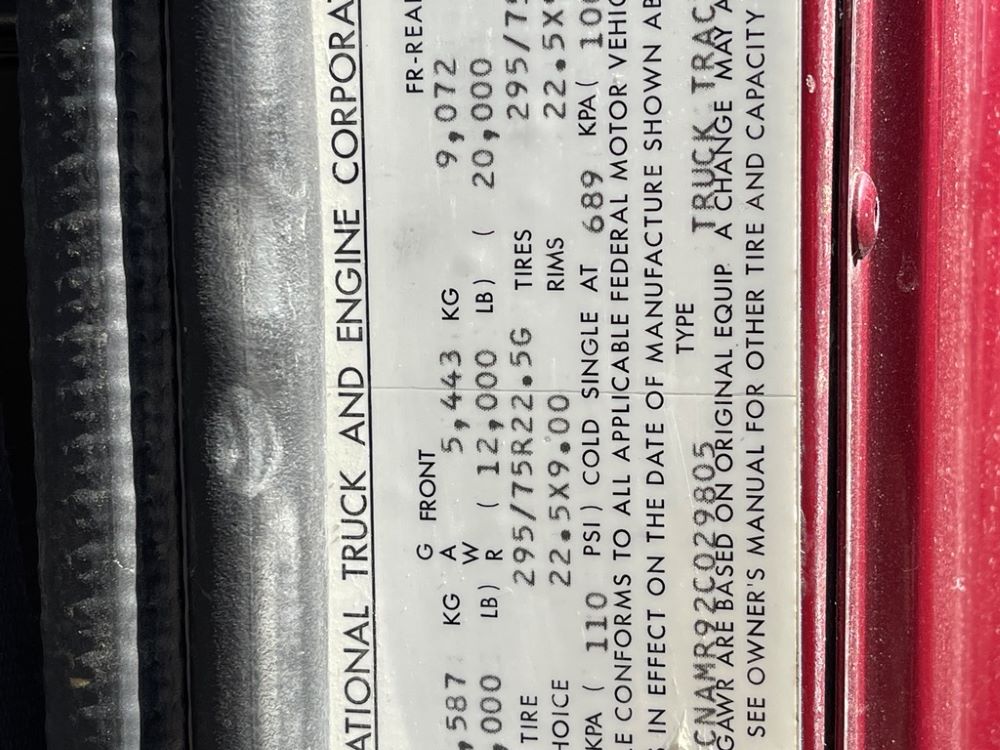 ATIONAL TRUCK AND ENGINE CORPORAT
G FRONT FR-REAR
,587 KG A 5,443 KG 9,072
W
,000 LB) R ( 12,000 LB) ( 20,000
TIRE 295/75R22.5G TIRES 295/75
HOICE 22.5X9.00 RIMS 22.5X
KPA ( 110 PSI) COLD SINGLE AT 689 KPA( 100
LE CONFORMS TO ALL APPLICABLE FEDERAL MOTOR VEHIC
S IN EFFECT ON THE DATE OF MANUFACTURE SHOWN AB
TYPE
CNAMR92C029805 TRUCK TRAC
GAWR ARE BASED ON ORIGINAL EQUIP A CHANGE MAY A
SEE OWNER'S MANUAL FOR OTHER TIRE AND CAPACITY